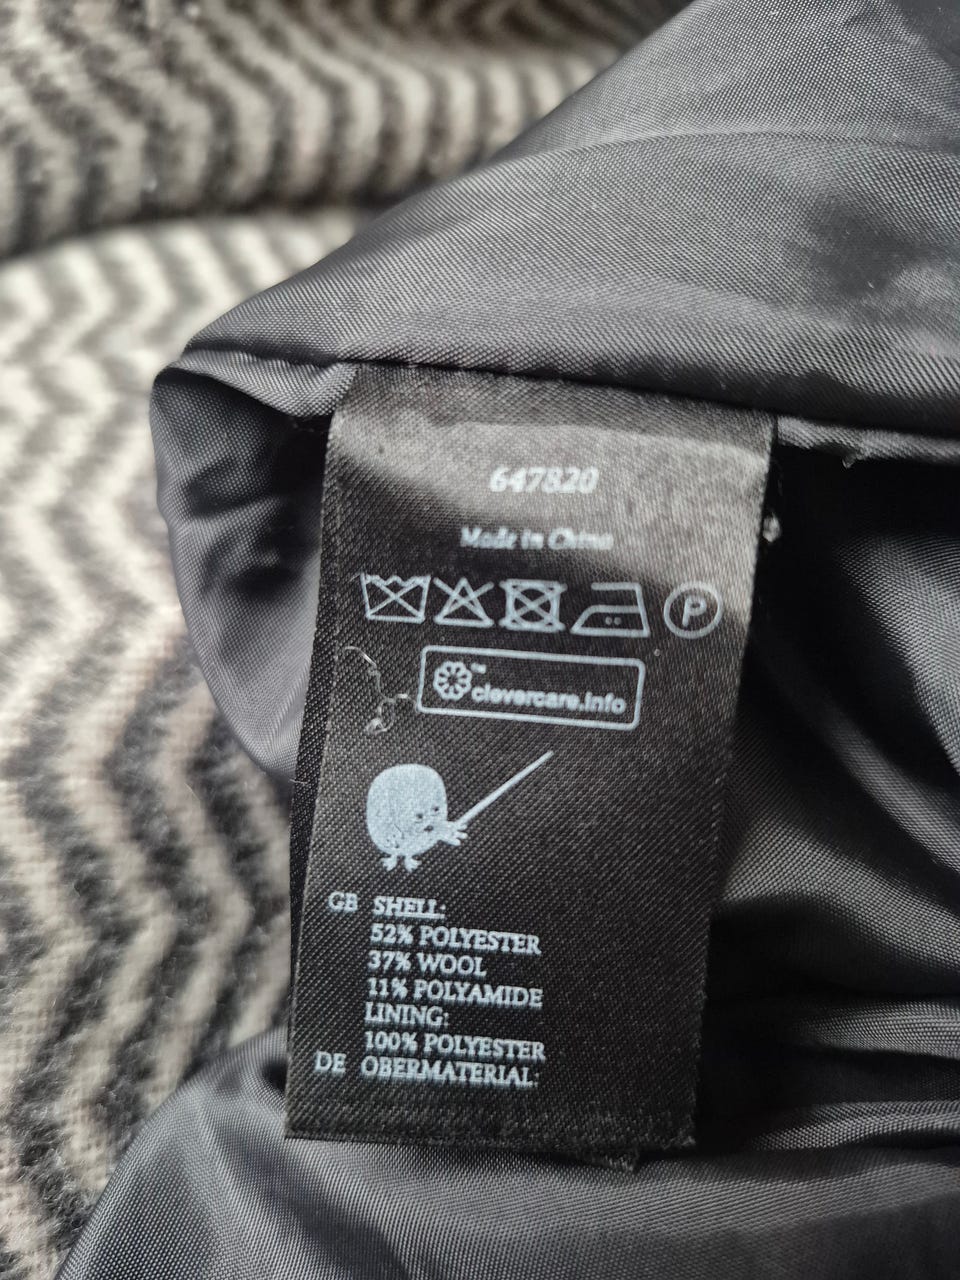 647820
Made in China
P
™
clevercare.info
GB SHELL:
52% POLYESTER
37% WOOL
11% POLYAMIDE
LINING:
100% POLYESTER
DE OBERMATERIAL: